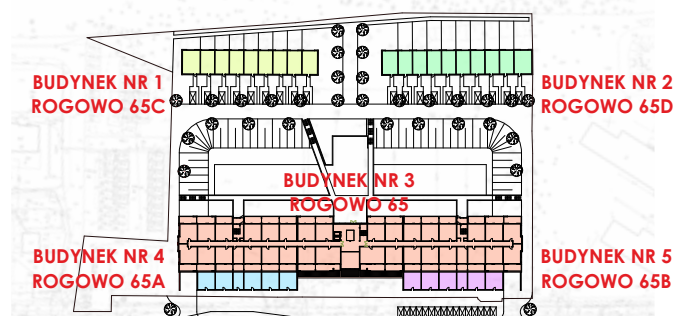 BUDYNEK NR 1
ROGOWO 65C
BUDYNEK NR 2
ROGOWO 65D
BUDYNEK NR 3
ROGOWO 65
BUDYNEK NR 4
ROGOWO 65A
BUDYNEK NR 5
ROGOWO 65B